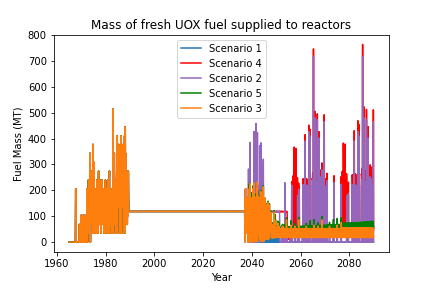 Mass of fresh UOX fuel supplied to reactors
Fuel Mass (MT)
800
700
600
500
400
300
200
100
0
Scenario 1
Scenario 4
Scenario 2
Scenario 5
Scenario 3
1960 1980 2000 2020 2040 2060 2080
Year